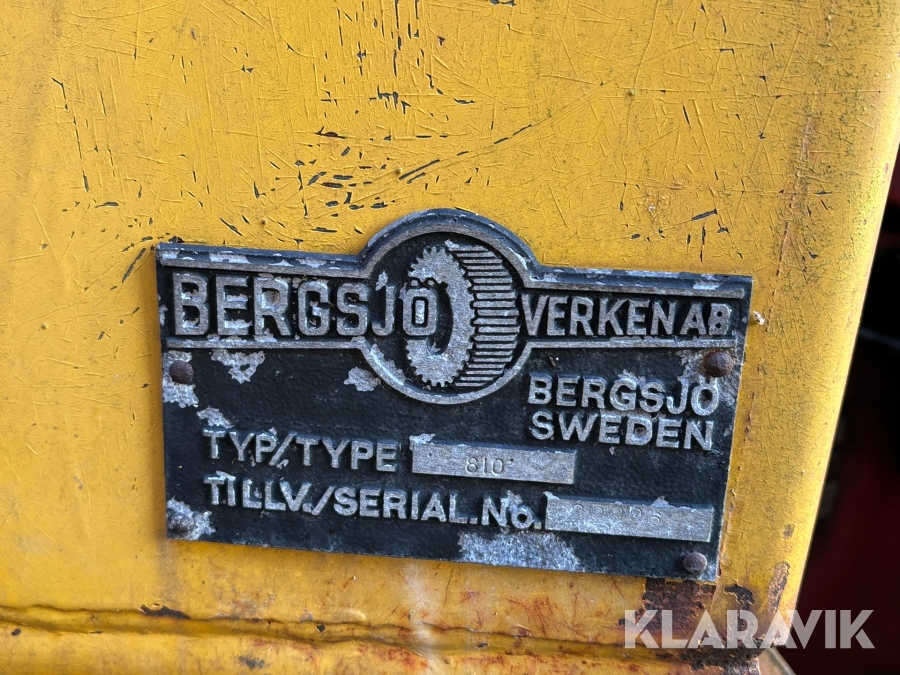 BERGSJÖ VERKEN AB
BERGSJÖ
SWEDEN
TYP/TYPE 810
TILLV./SERIAL.No.
KLARAVIK